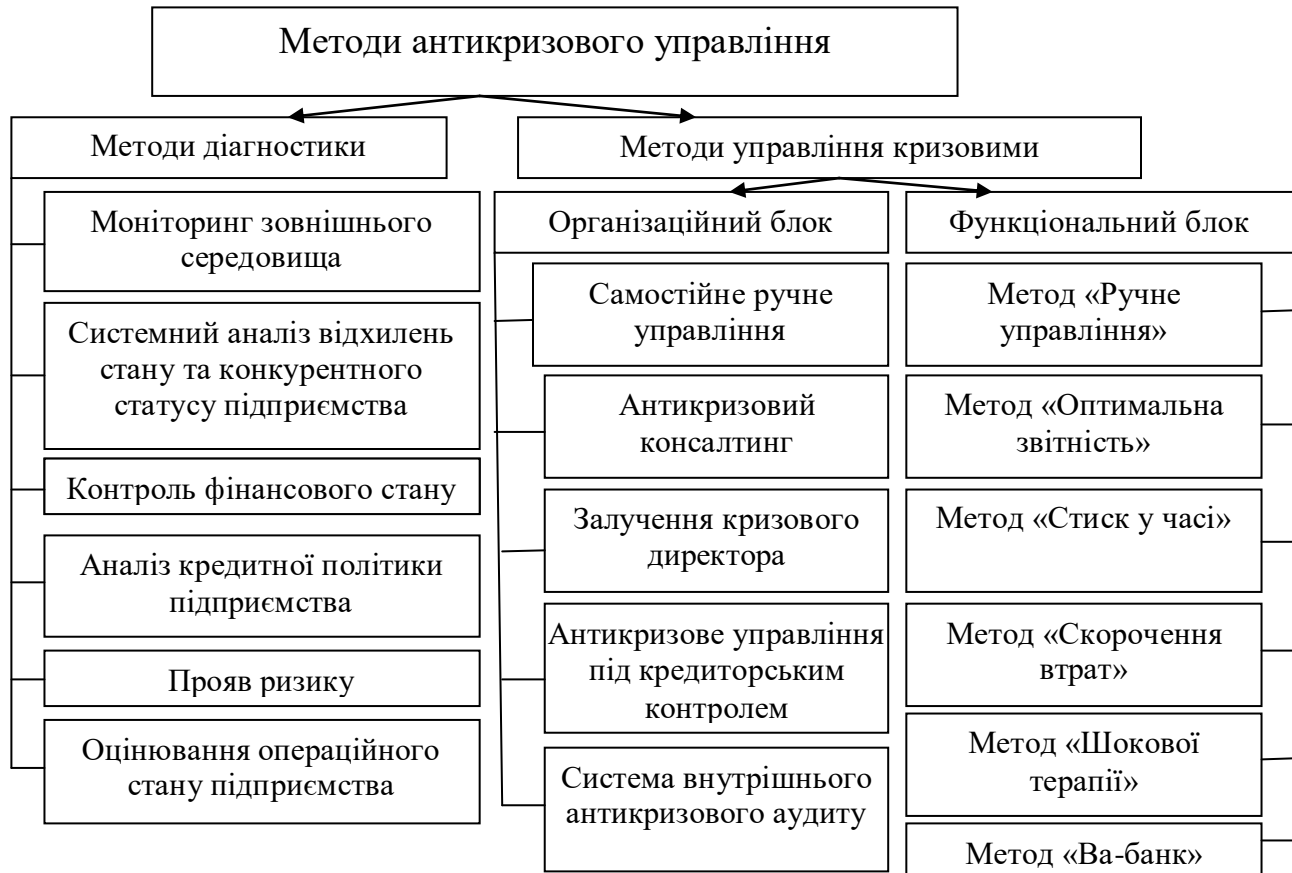 Методи антикризового управління
Методи діагностики
Моніторинг зовнішнього
середовища
Системний аналіз відхилень
стану та конкурентного
статусу підприємства
Контроль фінансового стану
Аналіз кредитної політики
підприємства
Прояв ризику
Оцінювання операційного
стану підприємства
Методи управління кризовими
Організаційний блок
Самостійне ручне
управління
Антикризовий
консалтинг
Залучення кризового
директора
Антикризове управління
під кредиторським
контролем
Система внутрішнього
антикризового аудиту
Функціональний блок
Метод «Ручне
управління»
Метод «Оптимальна
звітність»
Метод «Стиск у часі»
Метод «Скорочення
втрат»
Метод «Шокової
терапії»
Метод «Ва-банк»